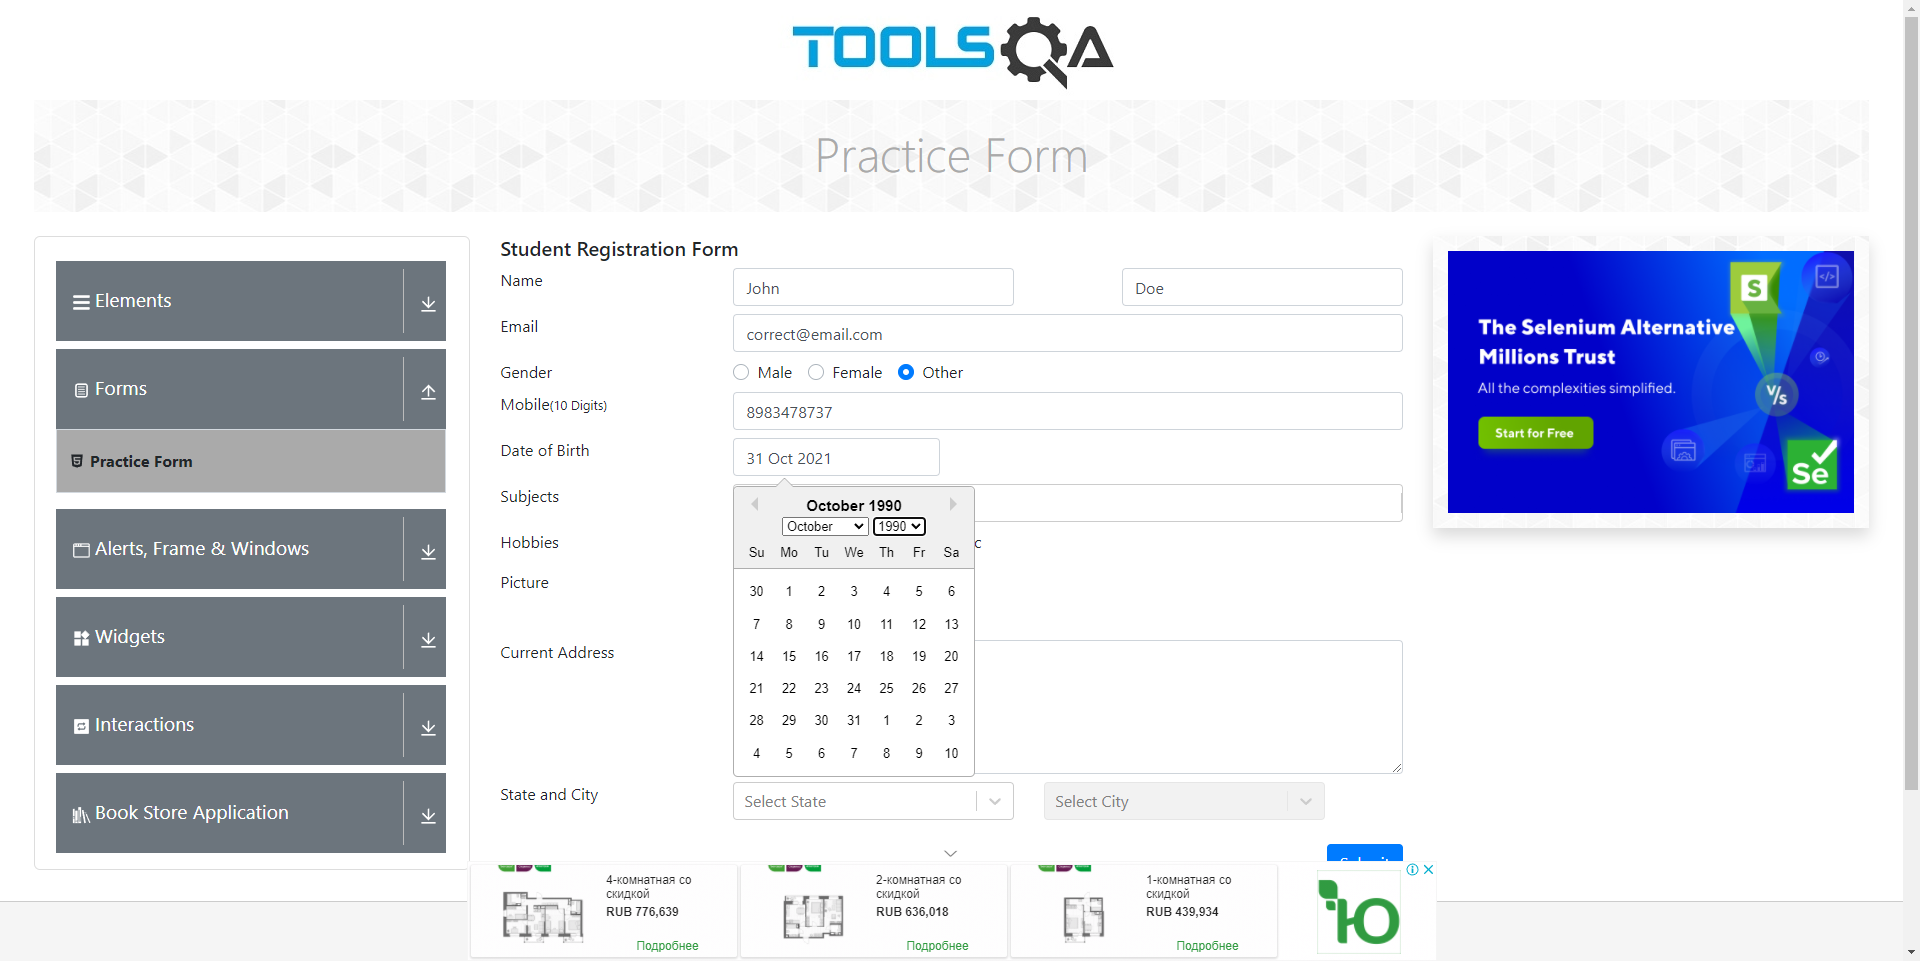 TOOLSQA
Practice Form
Elements
Forms
Practice Form
Alerts, Frame & Windows
Widgets
Interactions
Book Store Application
Student Registration Form
Name
John
Doe
Email
correct@email.com
Gender
Male
Female
Other
Mobile(10 Digits)
8983478737
Date of Birth
31 Oct 2021
October 1990
October
1990
Su Mo Tu We Th Fr Sa
30 1 2 3 4 5 6
7 8 9 10 11 12 13
14 15 16 17 18 19 20
21 22 23 24 25 26 27
28 29 30 31 1 2 3
4 5 6 7 8 9 10
Subjects
Hobbies
c
Picture
Current Address
State and City
Select State
Select City
The Selenium Alternative
Millions Trust
All the complexities simplified.
Start for Free
S
</>
V/s
Se
4-комнатная со
скидкой
RUB 776,639
Подробнее
2-комнатная со
скидкой
RUB 636,018
Подробнее
1-комнатная со
скидкой
RUB 439,934
Подробнее
Ю